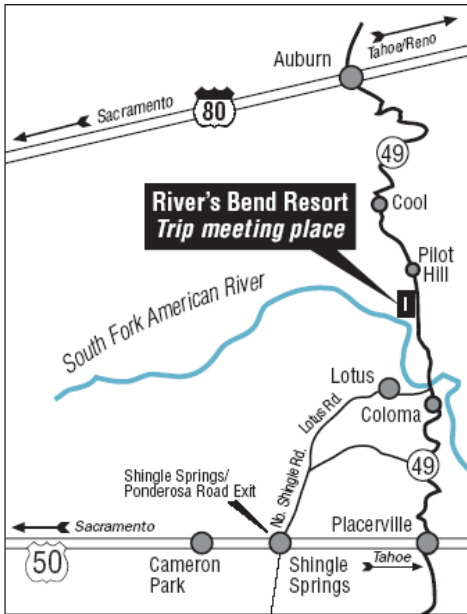 Tahoe/Reno
Auburn
Sacramento
80
49
River's Bend Resort
Trip meeting place
Cool
Pilot
Hill
South Fork American River
Lotus
Lotus Rd.
Coloma
No. Shingle Rd.
49
Shingle Springs/
Ponderosa Road Exit
Sacramento
Placerville
50
Cameron
Park
Shingle
Springs
Tahoe